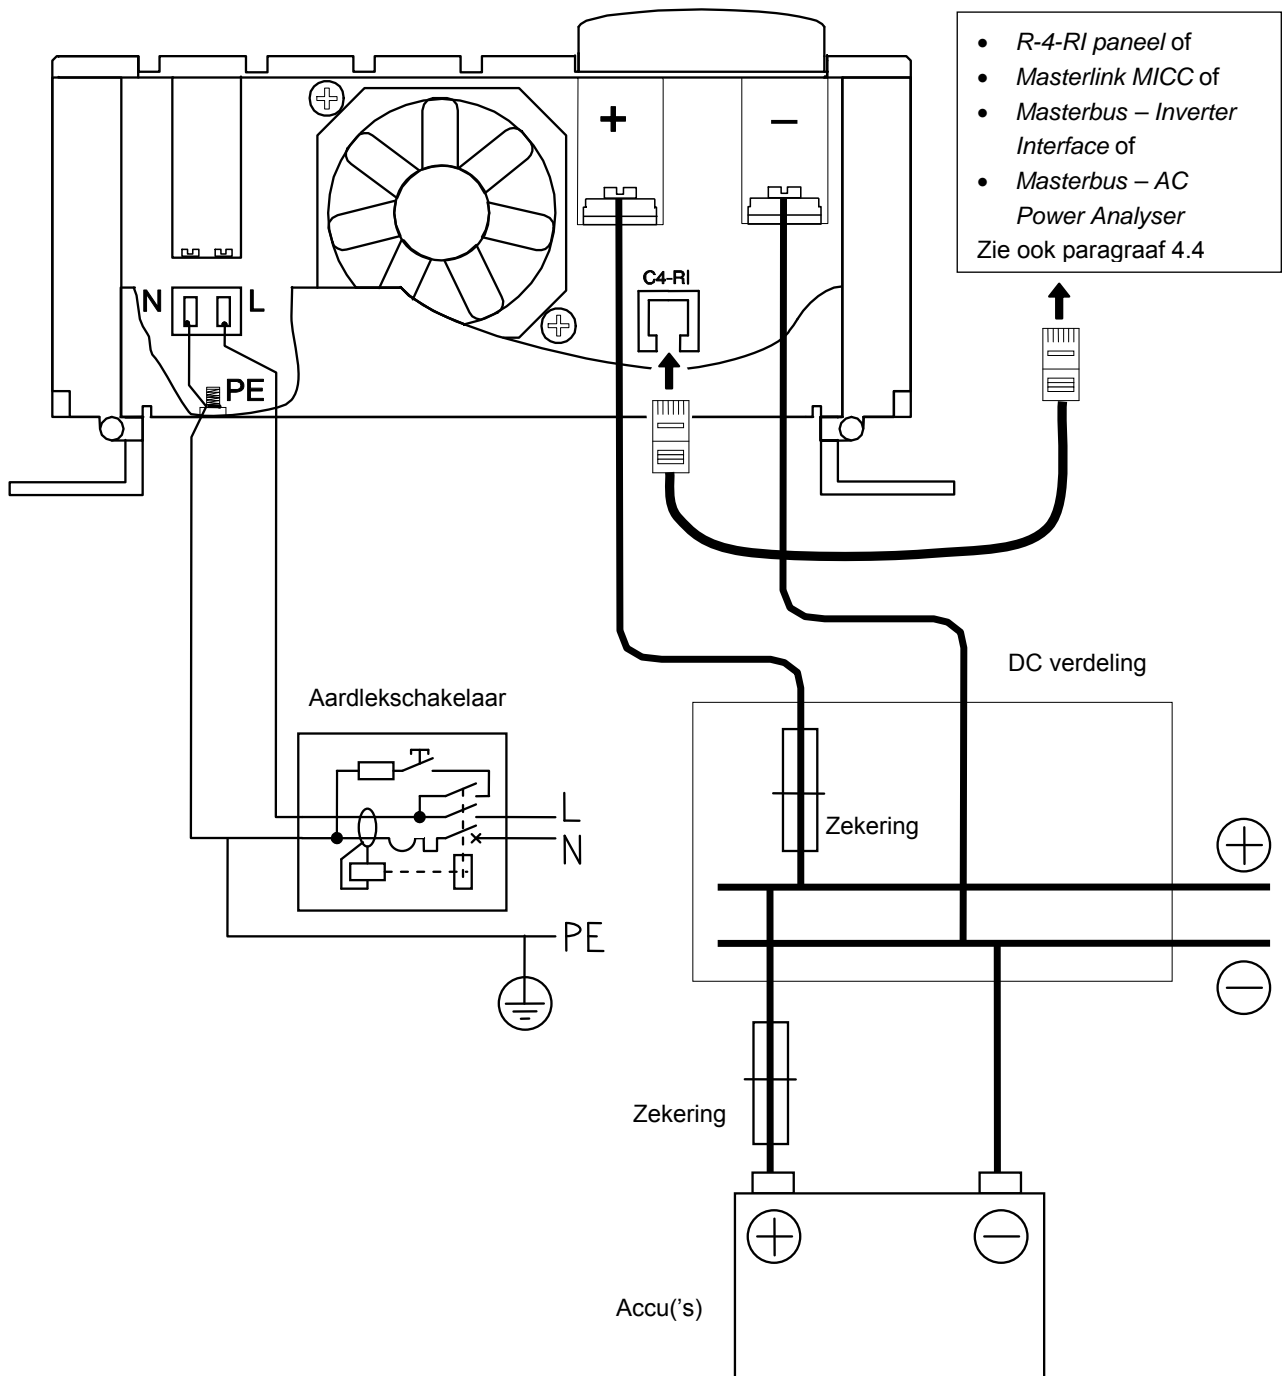 • R-4-RI paneel of
• Masterlink MICC of
• Masterbus – Inverter
Interface of
• Masterbus – AC
Power Analyser
Zie ook paragraaf 4.4
+
–
C4-RI
N
L
PE
DC verdeling
Aardlekschakelaar
L
N
PE
Zekering
+
–
Zekering
+
–
Accu('s)